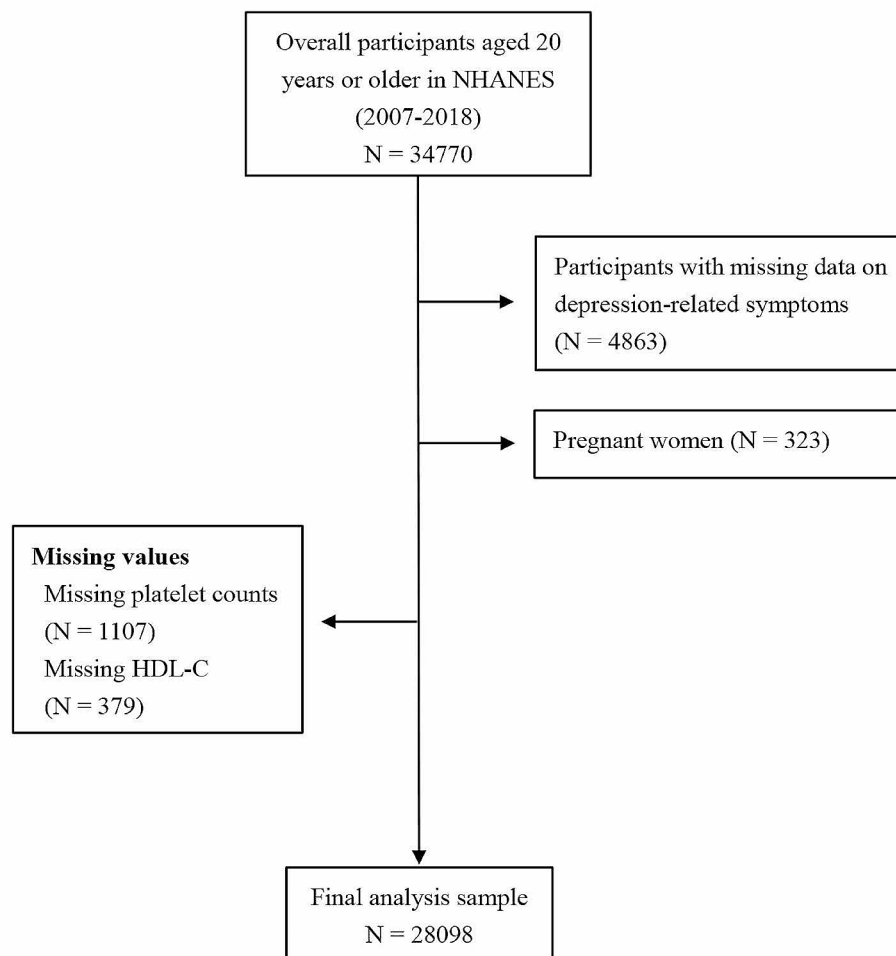 Overall participants aged 20
years or older in NHANES
(2007-2018)
N = 34770
Participants with missing data on
depression-related symptoms
(N = 4863)
Pregnant women (N = 323)
Missing values
Missing platelet counts
(N = 1107)
Missing HDL-C
(N = 379)
Final analysis sample
N = 28098